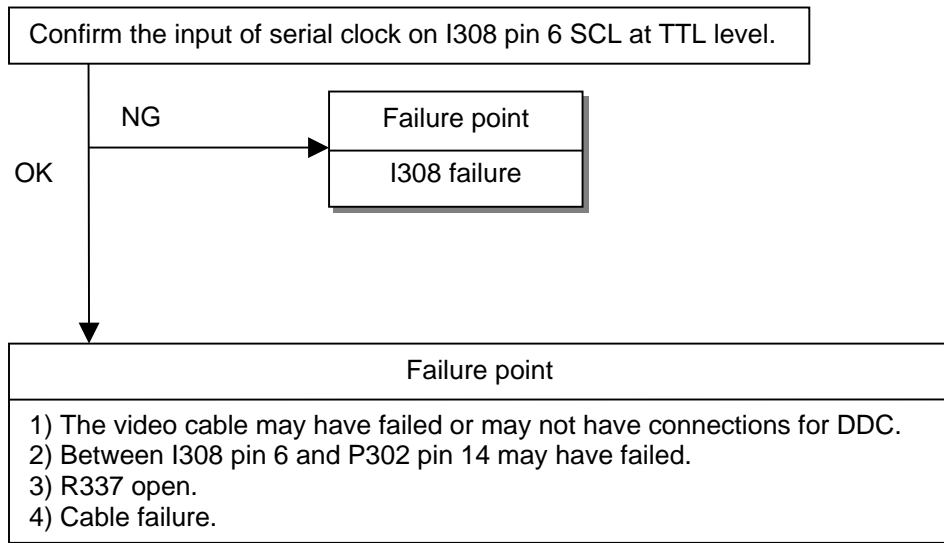 Confirm the input of serial clock on I308 pin 6 SCL at TTL level.
NG
Failure point
I308 failure
OK
Failure point
1) The video cable may have failed or may not have connections for DDC.
2) Between I308 pin 6 and P302 pin 14 may have failed.
3) R337 open.
4) Cable failure.